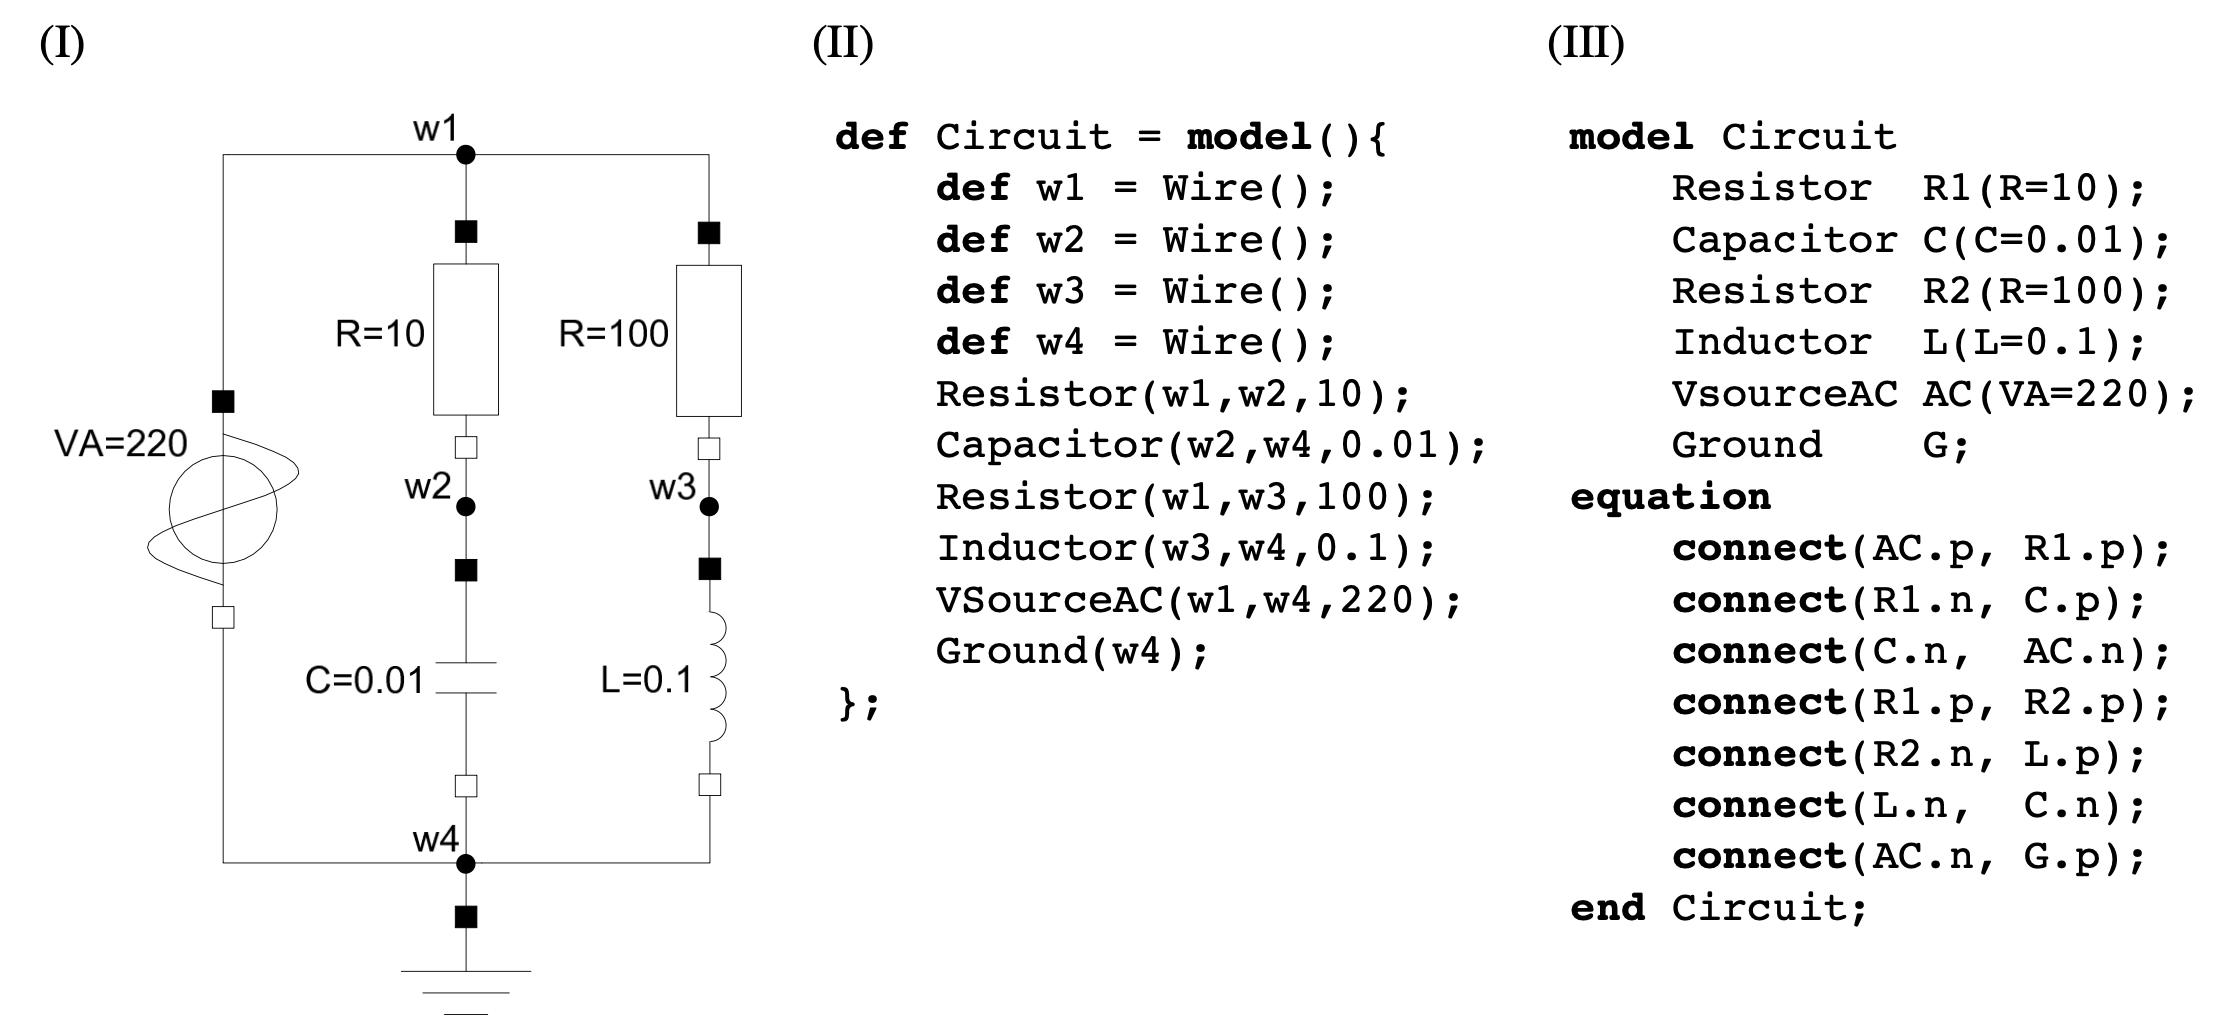 (I)
w1
R=10
R=100
VA=220
w2
w3
C=0.01
L=0.1
w4
(II)
def Circuit = model(){
    def w1 = Wire();
    def w2 = Wire();
    def w3 = Wire();
    def w4 = Wire();
    Resistor(w1,w2,10);
    Capacitor(w2,w4,0.01);
    Resistor(w1,w3,100);
    Inductor(w3,w4,0.1);
    VSourceAC(w1,w4,220);
    Ground(w4);
};
(III)
model Circuit
    Resistor  R1(R=10);
    Capacitor C(C=0.01);
    Resistor  R2(R=100);
    Inductor  L(L=0.1);
    VsourceAC AC(VA=220);
    Ground    G;
equation
    connect(AC.p, R1.p);
    connect(R1.n, C.p);
    connect(C.n,  AC.n);
    connect(R1.p, R2.p);
    connect(R2.n, L.p);
    connect(L.n,  C.n);
    connect(AC.n, G.p);
end Circuit;